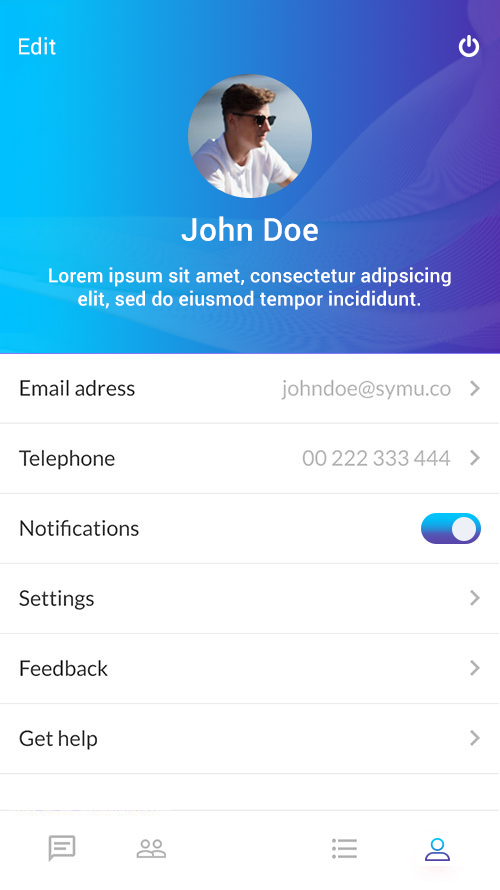 Edit
John Doe
Lorem ipsum sit amet, consectetur adipsicing
elit, sed do eiusmod tempor incididunt.
Email adress johndoe@symu.co
Telephone 00 222 333 444
Notifications
Settings
Feedback
Get help